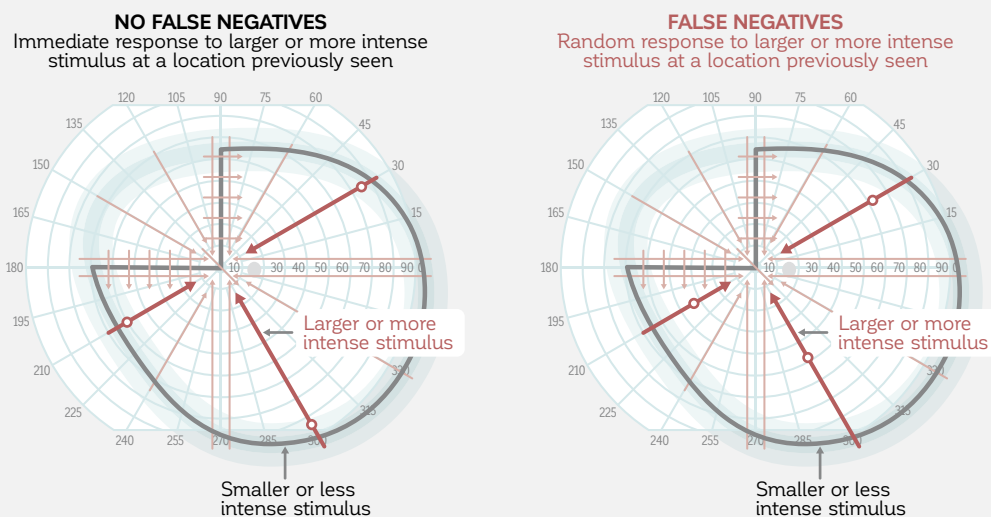 NO FALSE NEGATIVES
Immediate response to larger or more intense
stimulus at a location previously seen
120 105 90 75 60
135 45
150 30
165 15
180 10 30 40 50 60 70 80 90
195
Larger or more
intense stimulus
210 330
225 315
240 255 270 285 300
Smaller or less
intense stimulus
FALSE NEGATIVES
Random response to larger or more intense
stimulus at a location previously seen
120 105 90 75 60
135 45
150 30
165 15
180 10 30 40 50 60 70 80 90
195
Larger or more
intense stimulus
210 330
225 315
240 255 270 285 300
Smaller or less
intense stimulus